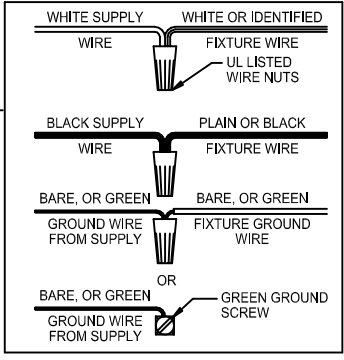 WHITE SUPPLY WIRE
WHITE OR IDENTIFIED FIXTURE WIRE
UL LISTED
WIRE NUTS
BLACK SUPPLY WIRE
PLAIN OR BLACK FIXTURE WIRE
BARE, OR GREEN
GROUND WIRE
FROM SUPPLY
BARE, OR GREEN
FIXTURE GROUND
WIRE
OR
BARE, OR GREEN
GROUND WIRE
FROM SUPPLY
GREEN GROUND
SCREW